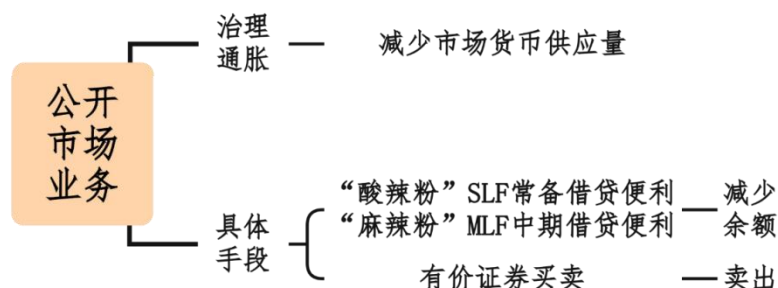 公开
市场
业务
治理
通胀
减少市场货币供应量
具体
手段
“酸辣粉”SLF常备借贷便利
“麻辣粉”MLF中期借贷便利
减少
余额
有价证券买卖
卖出